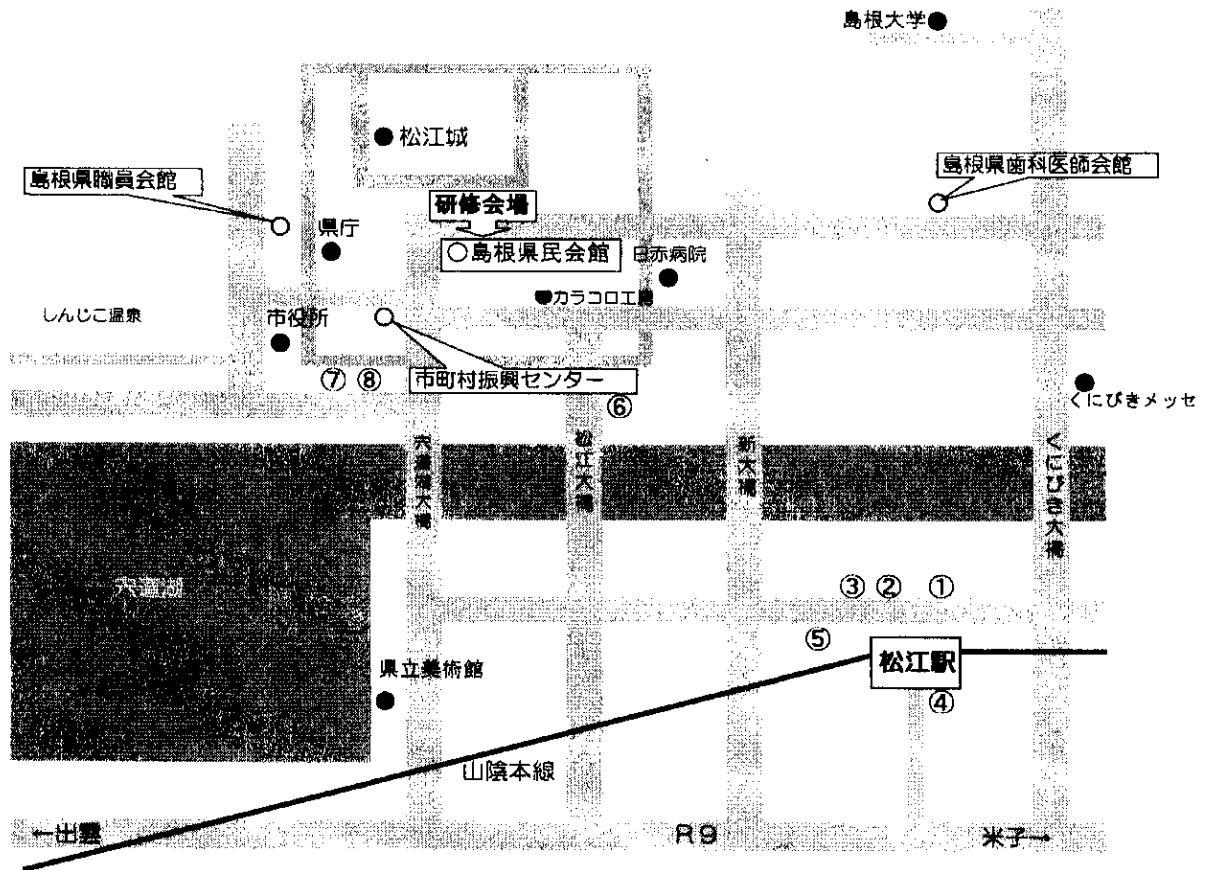 島根大学
松江城
島根県職員会館
島根県歯科医師会館
研修会場
県庁
島根県民会館
日赤病院
カラコロ工房
しんじこ温泉
市役所
⑦
⑧
市町村振興センター
⑥
くにびきメッセ
宍道湖大橋
松江大橋
新大橋
くにびき大橋
宍道湖
③
②
①
⑤
松江駅
④
県立美術館
山陰本線
←出雲
R9
米子→